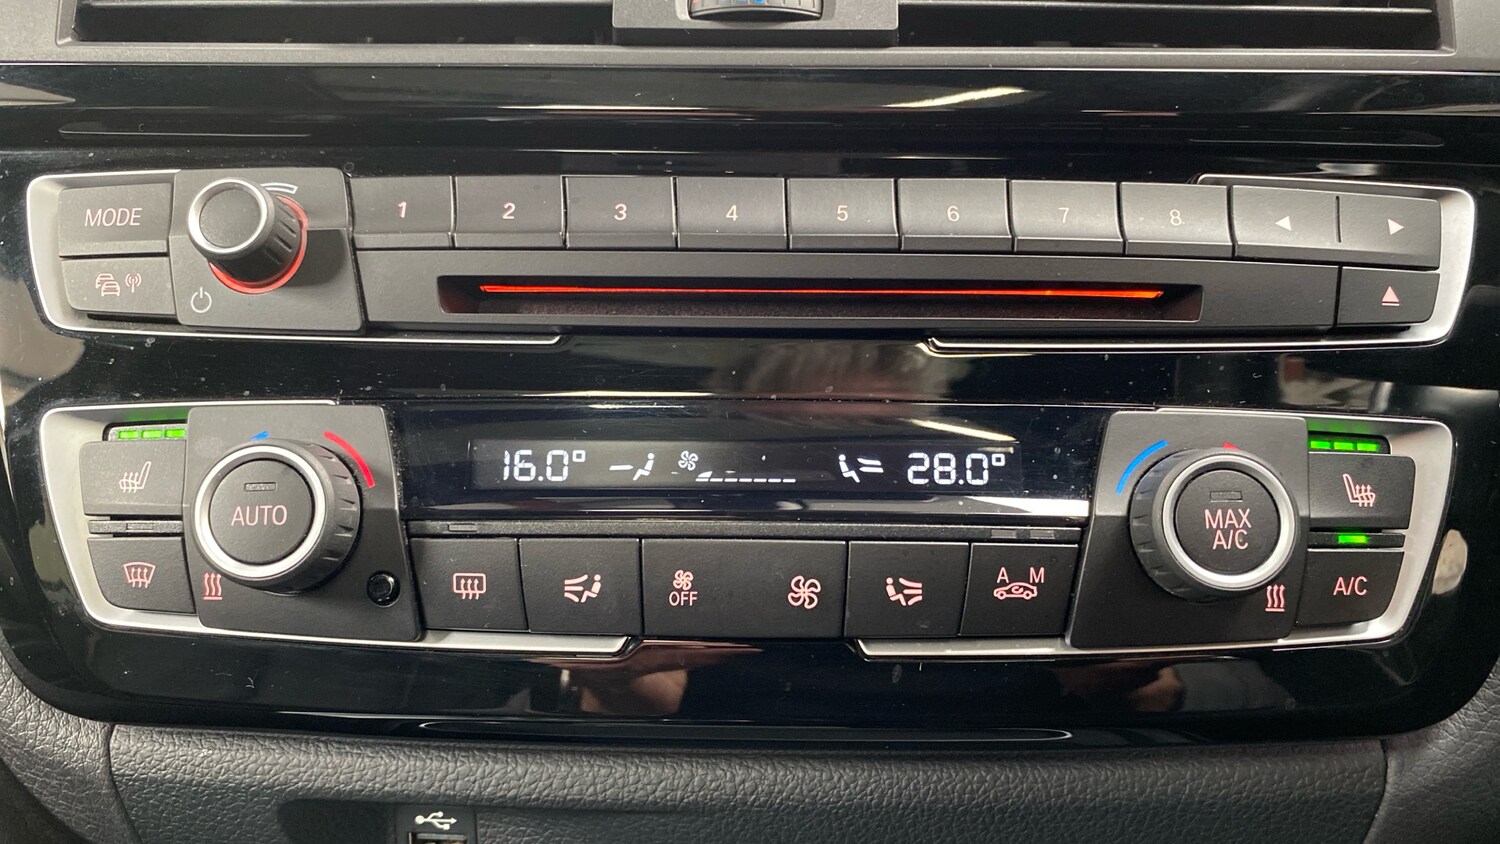 MODE
1 2 3 4 5 6 7 8
16.0° 28.0°
AUTO
MAX
A/C
OFF
A M
A/C